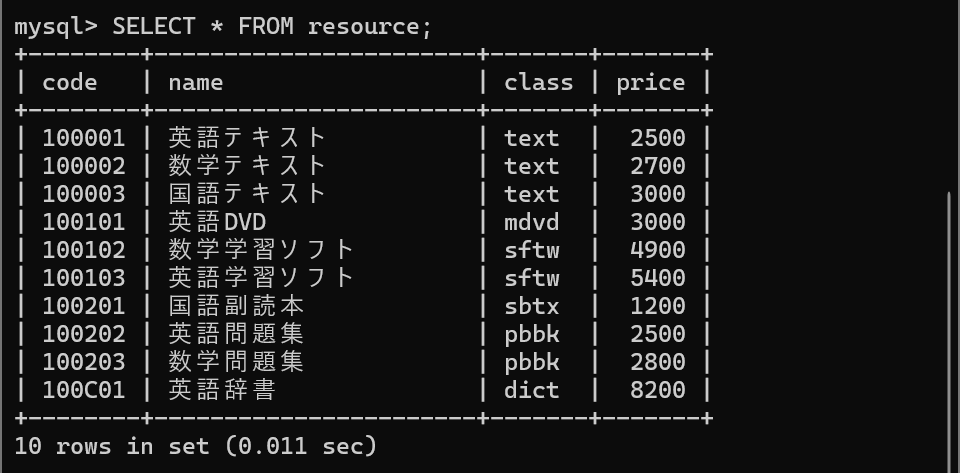 mysql> SELECT * FROM resource;
+--------+-----------------------+-------+-------+
| code   | name                  | class | price |
+--------+-----------------------+-------+-------+
| 100001 | 英語テキスト          | text  |  2500 |
| 100002 | 数学テキスト          | text  |  2700 |
| 100003 | 国語テキスト          | text  |  3000 |
| 100101 | 英語DVD               | mdvd  |  3000 |
| 100102 | 数学学習ソフト        | sftw  |  4900 |
| 100103 | 英語学習ソフト        | sftw  |  5400 |
| 100201 | 国語副読本            | sbtx  |  1200 |
| 100202 | 英語問題集            | pbbk  |  2500 |
| 100203 | 数学問題集            | pbbk  |  2800 |
| 100C01 | 英語辞書              | dict  |  8200 |
+--------+-----------------------+-------+-------+
10 rows in set (0.011 sec)